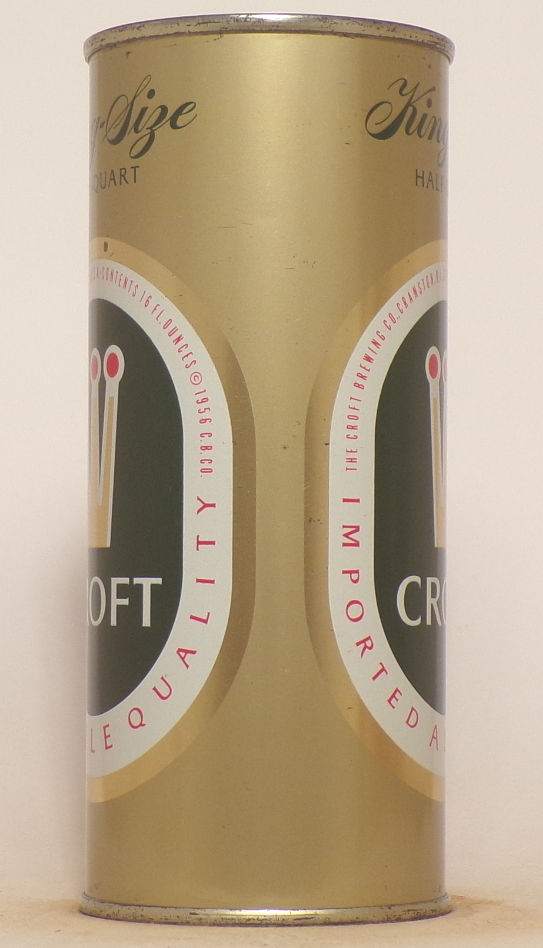 -Size
QUART
CONTENTS 16 FL. OUNCES © 1956 C.B.CO.
OFT
LE QUALITY
King
HALF
THE CROFT BREWING CO., CRANSTON, R.I.
CRO
IMPORTED A